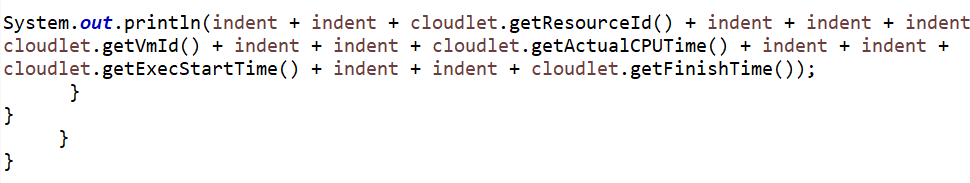 System.out.println(indent + indent + cloudlet.getResourceId() + indent + indent + indent
cloudlet.getVmId() + indent + indent + cloudlet.getActualCPUTime() + indent + indent +
cloudlet.getExecStartTime() + indent + indent + cloudlet.getFinishTime());
}
}
}
}